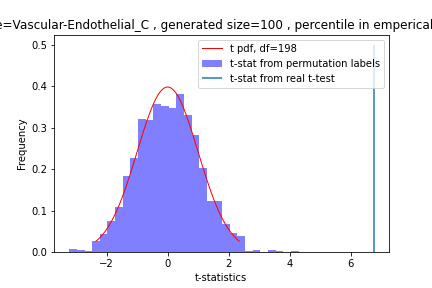 e=Vascular-Endothelial_C , generated size=100 , percentile in emperical
0.5
0.4
0.3
0.2
0.1
0.0
Frequency
t pdf, df=198
t-stat from permutation labels
t-stat from real t-test
−2 0 2 4 6
t-statistics